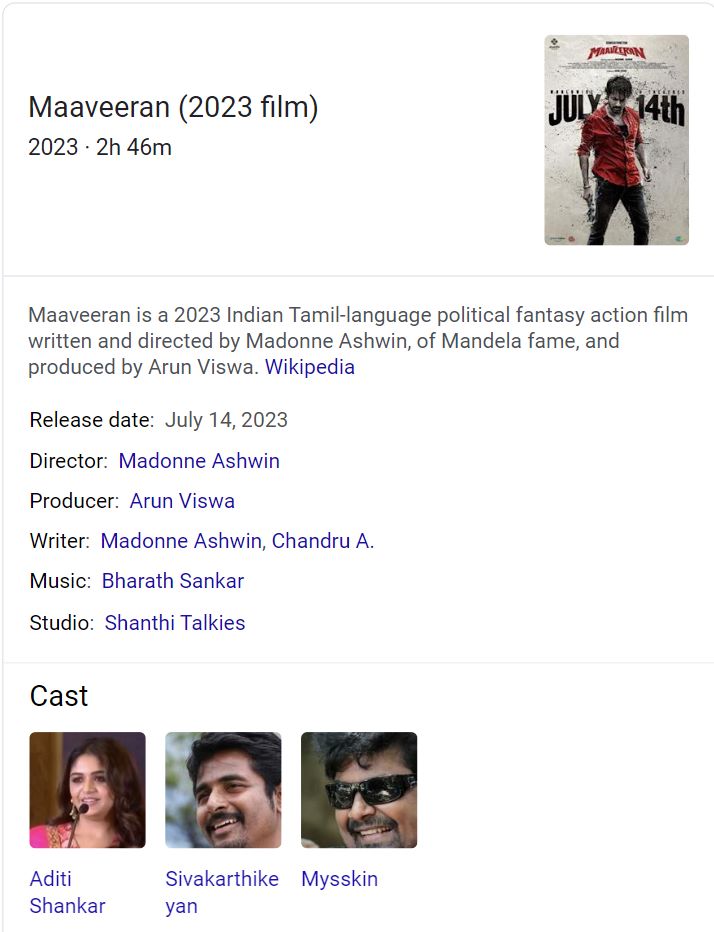 Maaveeran (2023 film)
2023 · 2h 46m
MAAVEERAN
JULY 14th
Maaveeran is a 2023 Indian Tamil-language political fantasy action film
written and directed by Madonne Ashwin, of Mandela fame, and
produced by Arun Viswa. Wikipedia
Release date: July 14, 2023
Director: Madonne Ashwin
Producer: Arun Viswa
Writer: Madonne Ashwin, Chandru A.
Music: Bharath Sankar
Studio: Shanthi Talkies
Cast
Aditi
Shankar
Sivakarthike
yan
Mysskin